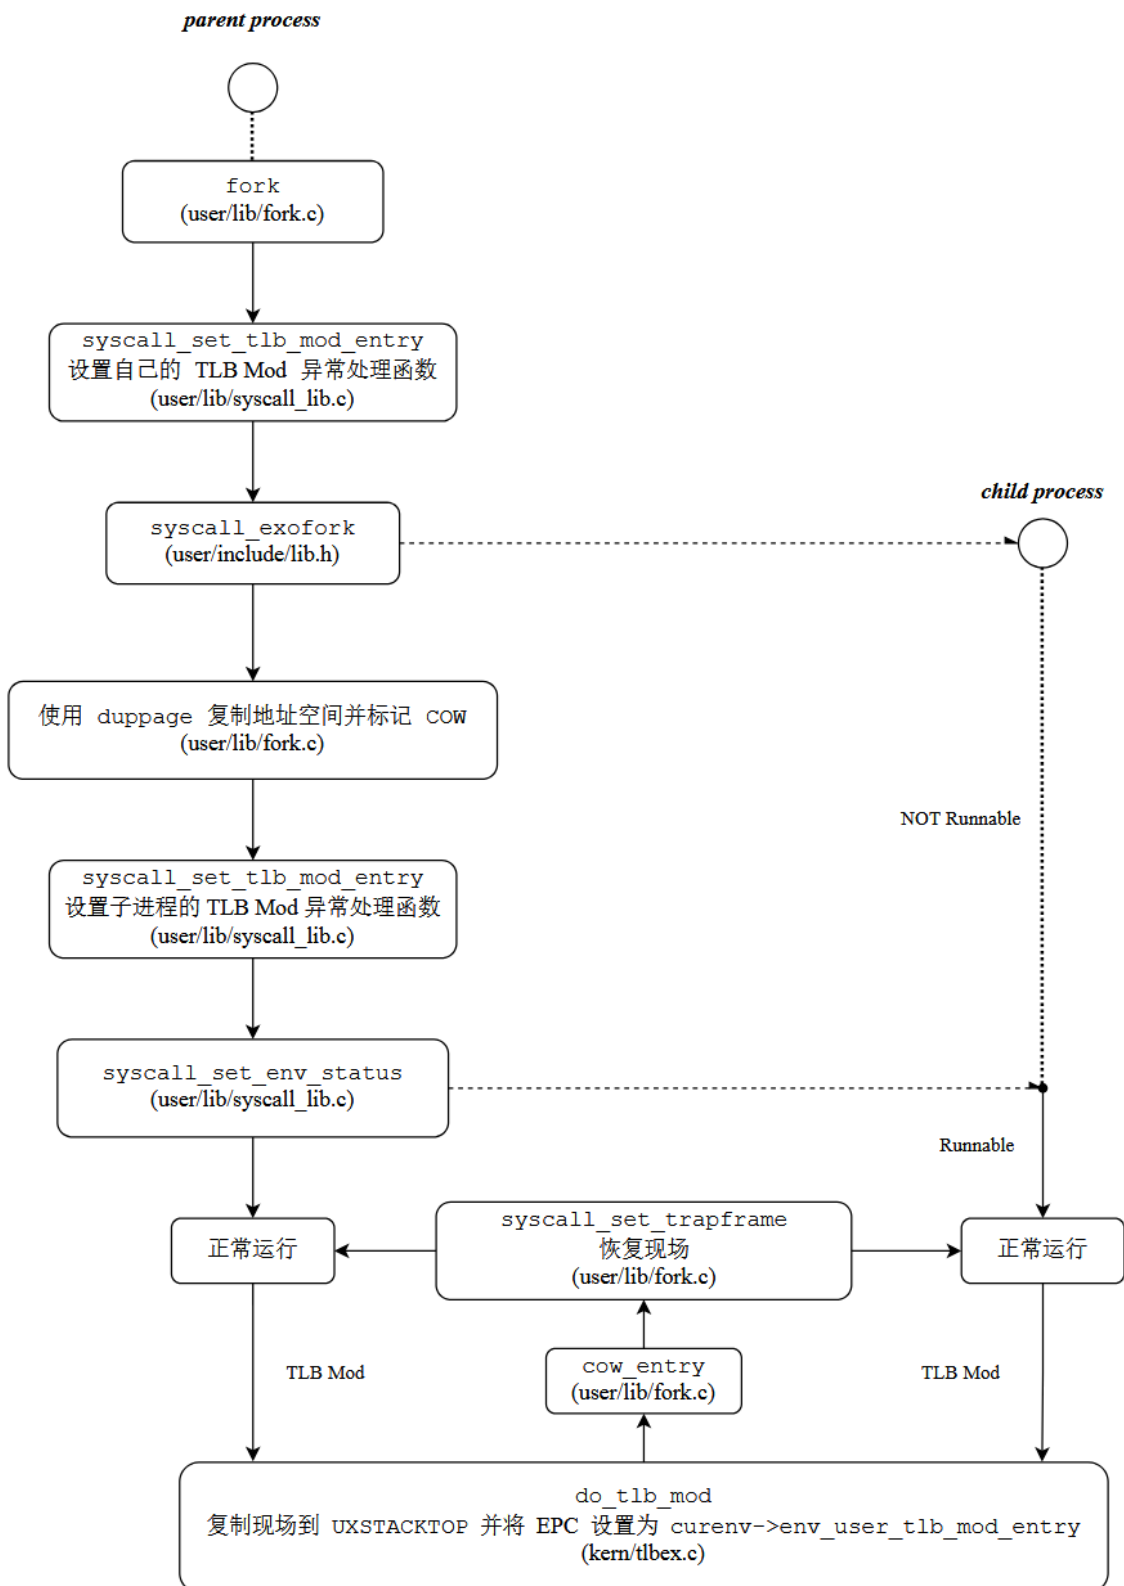 parent process
fork
(user/lib/fork.c)
syscall_set_tlb_mod_entry
设置自己的 TLB Mod 异常处理函数
(user/lib/syscall_lib.c)
child process
syscall_exofork
(user/include/lib.h)
使用 duppage 复制地址空间并标记 COW
(user/lib/fork.c)
NOT Runnable
syscall_set_tlb_mod_entry
设置子进程的 TLB Mod 异常处理函数
(user/lib/syscall_lib.c)
syscall_set_env_status
(user/lib/syscall_lib.c)
Runnable
正常运行
syscall_set_trapframe
恢复现场
(user/lib/fork.c)
正常运行
TLB Mod
cow_entry
(user/lib/fork.c)
TLB Mod
do_tlb_mod
复制现场到 UXSTACKTOP 并将 EPC 设置为 curenv->env_user_tlb_mod_entry
(kern/tlbex.c)